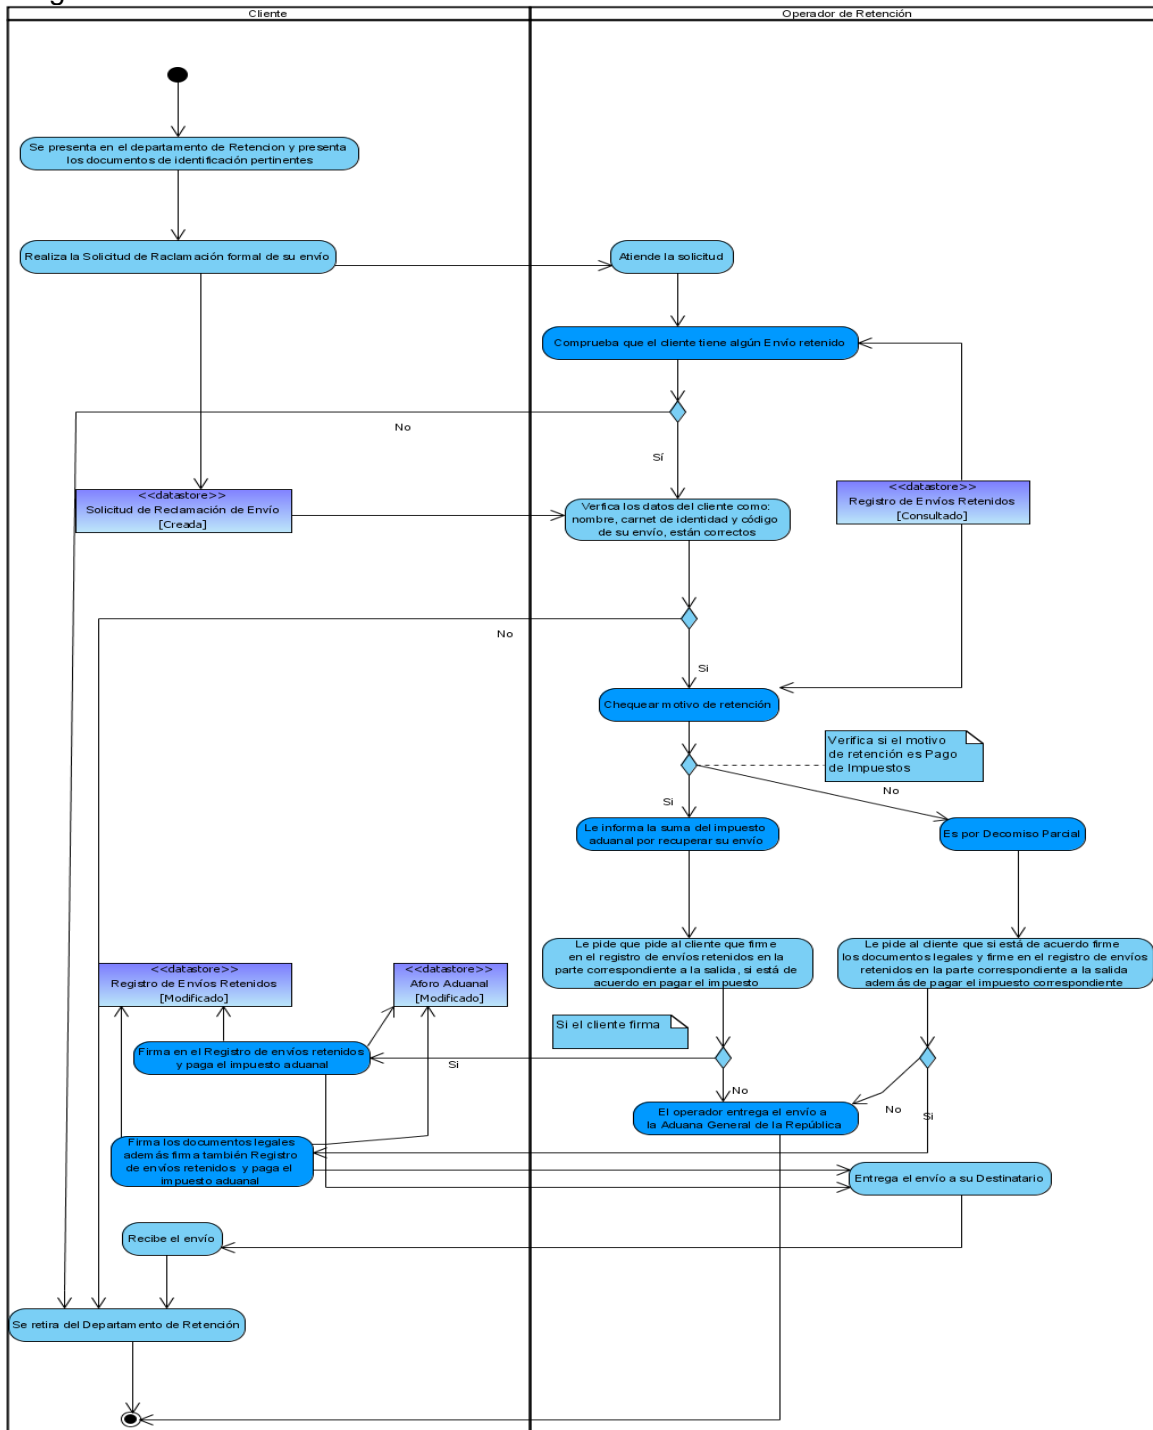 Cliente
Operador de Retención
Se presenta en el departamento de Retencion y presenta
los documentos de identificación pertinentes
Realiza la Solicitud de Raclamación formal de su envío
Atiende la solicitud
Comprueba que el cliente tiene algún Envío retenido
No
Sí
<<datastore>>
Solicitud de Reclamación de Envío
[Creada]
Verfica los datos del cliente como:
nombre, carnet de identidad y código
de su envío, están correctos
<<datastore>>
Registro de Envíos Retenidos
[Consultado]
No
Si
Chequear motivo de retención
Verifica si el motivo
de retención es Pago
de Impuestos
No
Si
Le informa la suma del impuesto
aduanal por recuperar su envío
Es por Decomiso Parcial
Le pide que pide al cliente que firme
en el registro de envíos retenidos en la
parte correspondiente a la salida, si está de
acuerdo en pagar el impuesto
Le pide al cliente que si está de acuerdo firme
los documentos legales y firme en el registro de envíos
retenidos en la parte correspondiente a la salida
además de pagar el impuesto correspondiente
<<datastore>>
Registro de Envíos Retenidos
[Modificado]
<<datastore>>
Aforo Aduanal
[Modificado]
Si el cliente firma
Firma en el Registro de envíos retenidos
y paga el impuesto aduanal
Si
No
No
Si
El operador entrega el envío a
la Aduana General de la República
Firma los documentos legales
además firma también Registro
de envíos retenidos y paga el
impuesto aduanal
Entrega el envío a su Destinatario
Recibe el envío
Se retira del Departamento de Retención